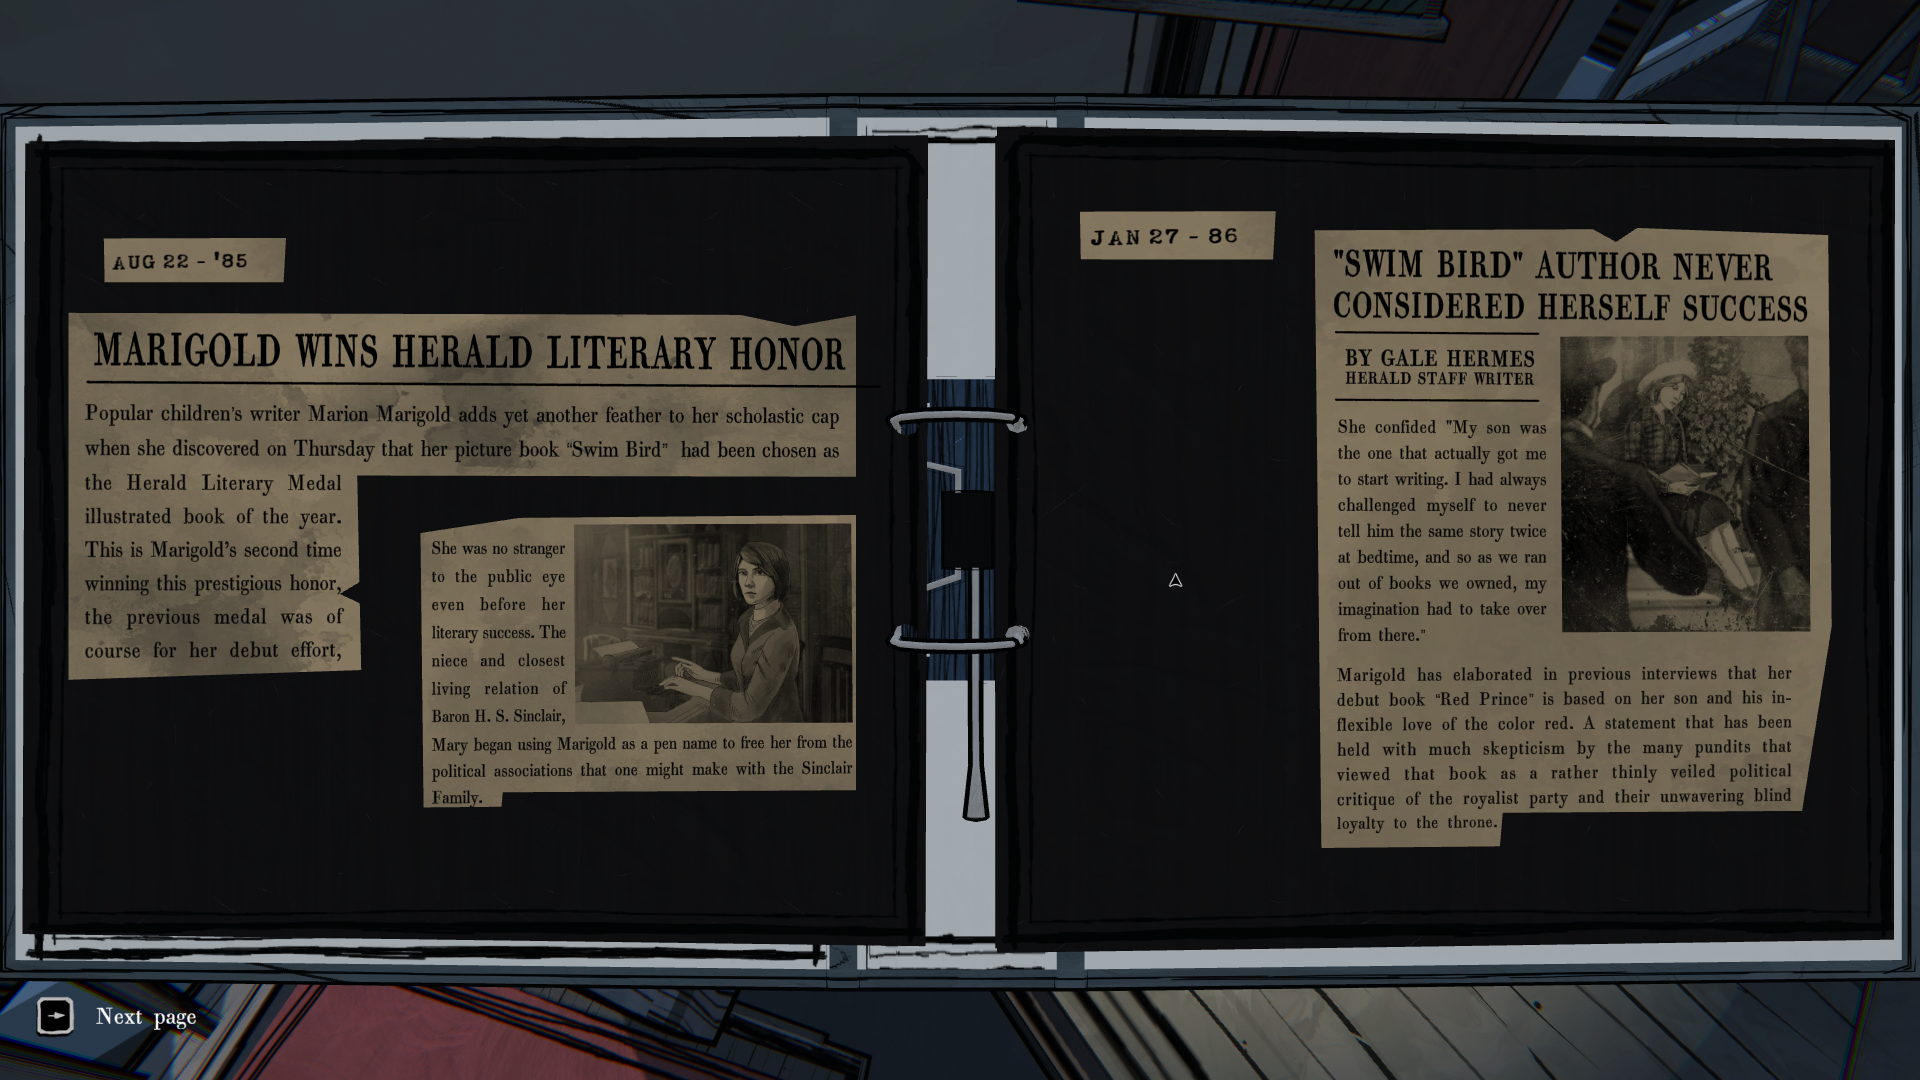 AUG 22 - '85
MARIGOLD WINS HERALD LITERARY HONOR
Popular children's writer Marion Marigold adds yet another feather to her scholastic cap
when she discovered on Thursday that her picture book "Swim Bird" had been chosen as
the Herald Literary Medal
illustrated book of the year.
This is Marigold's second time
winning this prestigious honor,
the previous medal was of
course for her debut effort,
She was no stranger
to the public eye
even before her
literary success. The
niece and closest
living relation of
Baron H. S. Sinclair,
Mary began using Marigold as a pen name to free her from the
political associations that one might make with the Sinclair
Family.
JAN 27 - 86
"SWIM BIRD" AUTHOR NEVER
CONSIDERED HERSELF SUCCESS
BY GALE HERMES
HERALD STAFF WRITER
She confided "My son was
the one that actually got me
to start writing. I had always
challenged myself to never
tell him the same story twice
at bedtime, and so as we ran
out of books we owned, my
imagination had to take over
from there."
Marigold has elaborated in previous interviews that her
debut book "Red Prince" is based on her son and his in-
flexible love of the color red. A statement that has been
held with much skepticism by the many pundits that
viewed that book as a rather thinly veiled political
critique of the royalist party and their unwavering blind
loyalty to the throne.
Next page